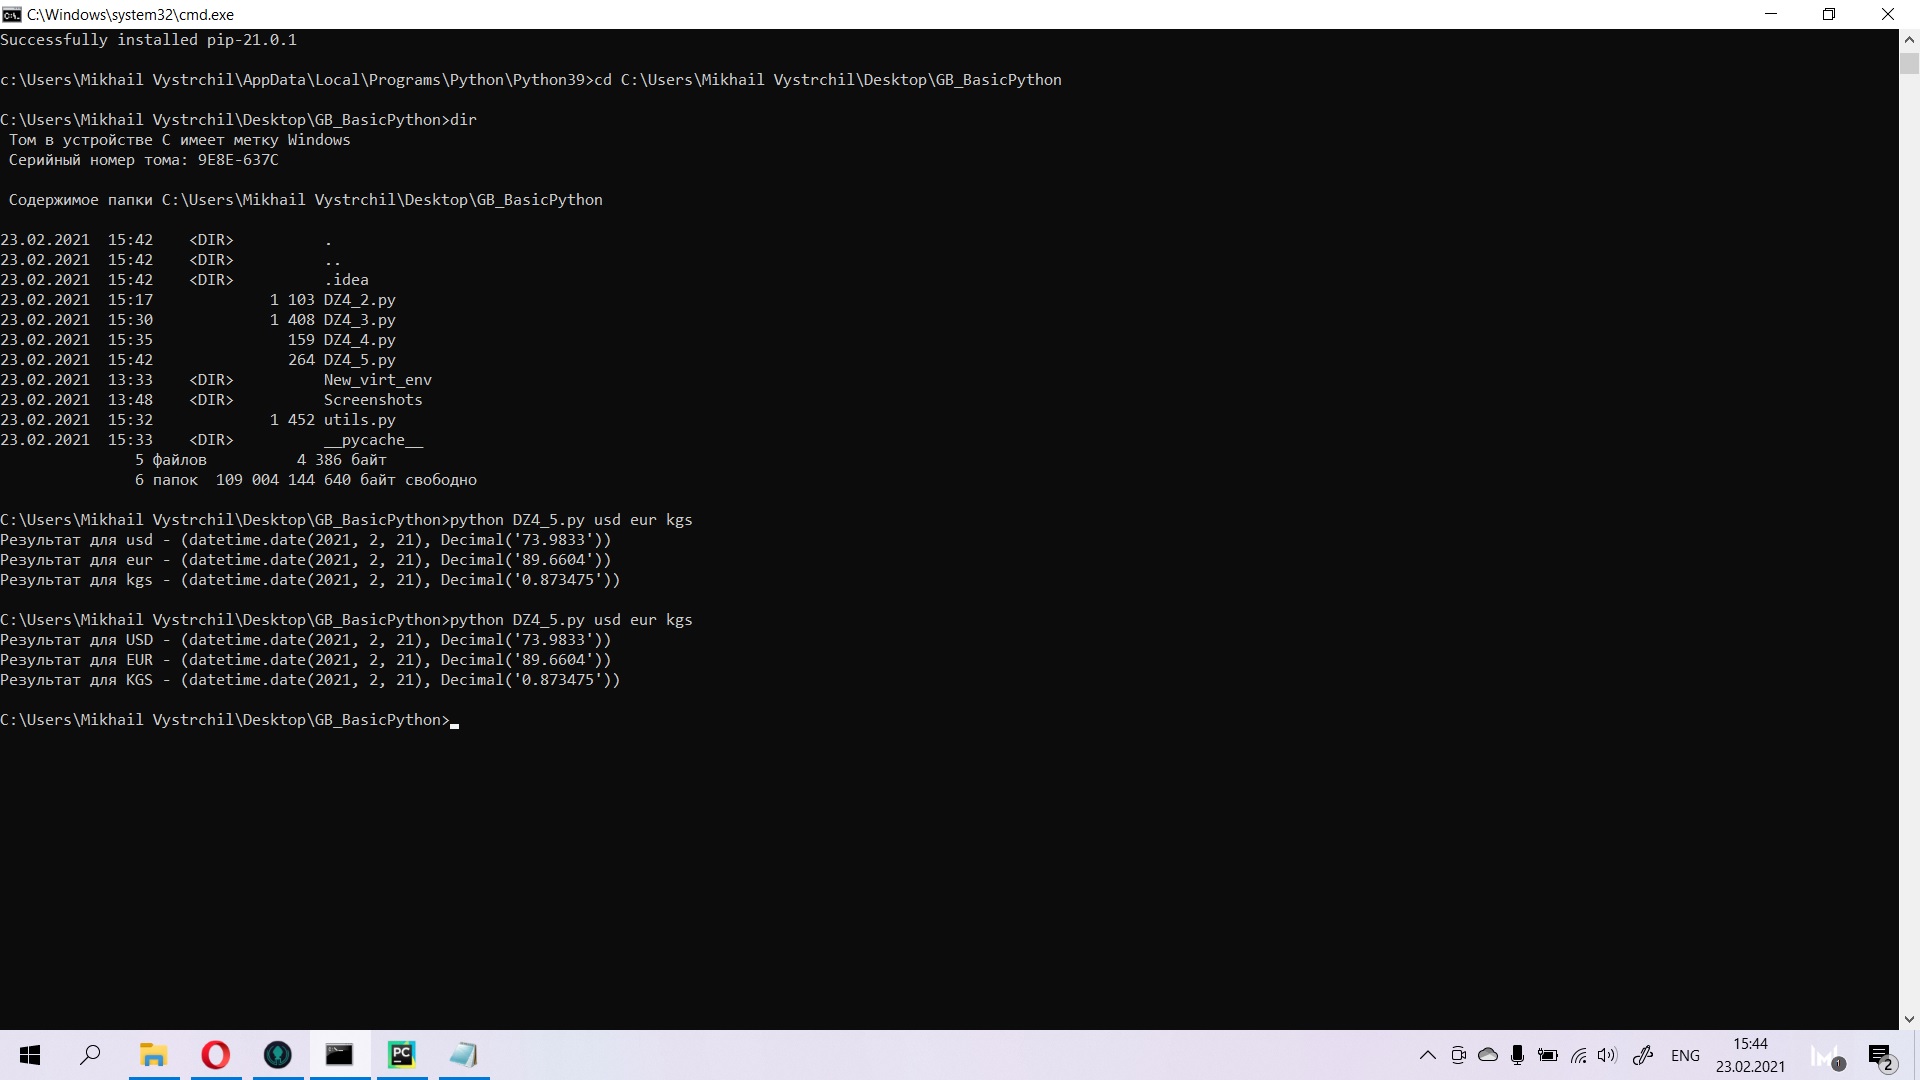 C:\Windows\system32\cmd.exe
Successfully installed pip-21.0.1
c:\Users\Mikhail Vystrchil\AppData\Local\Programs\Python\Python39>cd C:\Users\Mikhail Vystrchil\Desktop\GB_BasicPython
C:\Users\Mikhail Vystrchil\Desktop\GB_BasicPython>dir
Том в устройстве C имеет метку Windows
Серийный номер тома: 9E8E-637C
Содержимое папки C:\Users\Mikhail Vystrchil\Desktop\GB_BasicPython
23.02.2021  15:42    <DIR>          .
23.02.2021  15:42    <DIR>          ..
23.02.2021  15:42    <DIR>          .idea
23.02.2021  15:17             1 103 DZ4_2.py
23.02.2021  15:30             1 408 DZ4_3.py
23.02.2021  15:35               159 DZ4_4.py
23.02.2021  15:42               264 DZ4_5.py
23.02.2021  13:33    <DIR>          New_virt_env
23.02.2021  13:48    <DIR>          Screenshots
23.02.2021  15:32             1 452 utils.py
23.02.2021  15:33    <DIR>          __pycache__
5 файлов          4 386 байт
6 папок  109 004 144 640 байт свободно
C:\Users\Mikhail Vystrchil\Desktop\GB_BasicPython>python DZ4_5.py usd eur kgs
Результат для usd - (datetime.date(2021, 2, 21), Decimal('73.9833'))
Результат для eur - (datetime.date(2021, 2, 21), Decimal('89.6604'))
Результат для kgs - (datetime.date(2021, 2, 21), Decimal('0.873475'))
C:\Users\Mikhail Vystrchil\Desktop\GB_BasicPython>python DZ4_5.py usd eur kgs
Результат для USD - (datetime.date(2021, 2, 21), Decimal('73.9833'))
Результат для EUR - (datetime.date(2021, 2, 21), Decimal('89.6604'))
Результат для KGS - (datetime.date(2021, 2, 21), Decimal('0.873475'))
C:\Users\Mikhail Vystrchil\Desktop\GB_BasicPython>
PC
ENG
15:44
23.02.2021
1
2